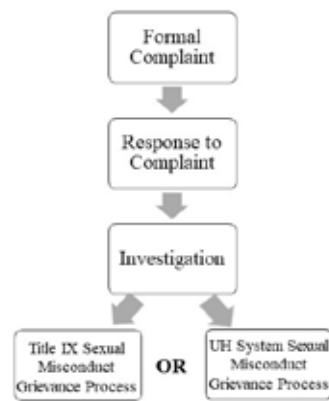 Formal
Complaint
Response to
Complaint
Investigation
Title IX Sexual
Misconduct
Grievance Process
OR
UH System Sexual
Misconduct
Grievance Process